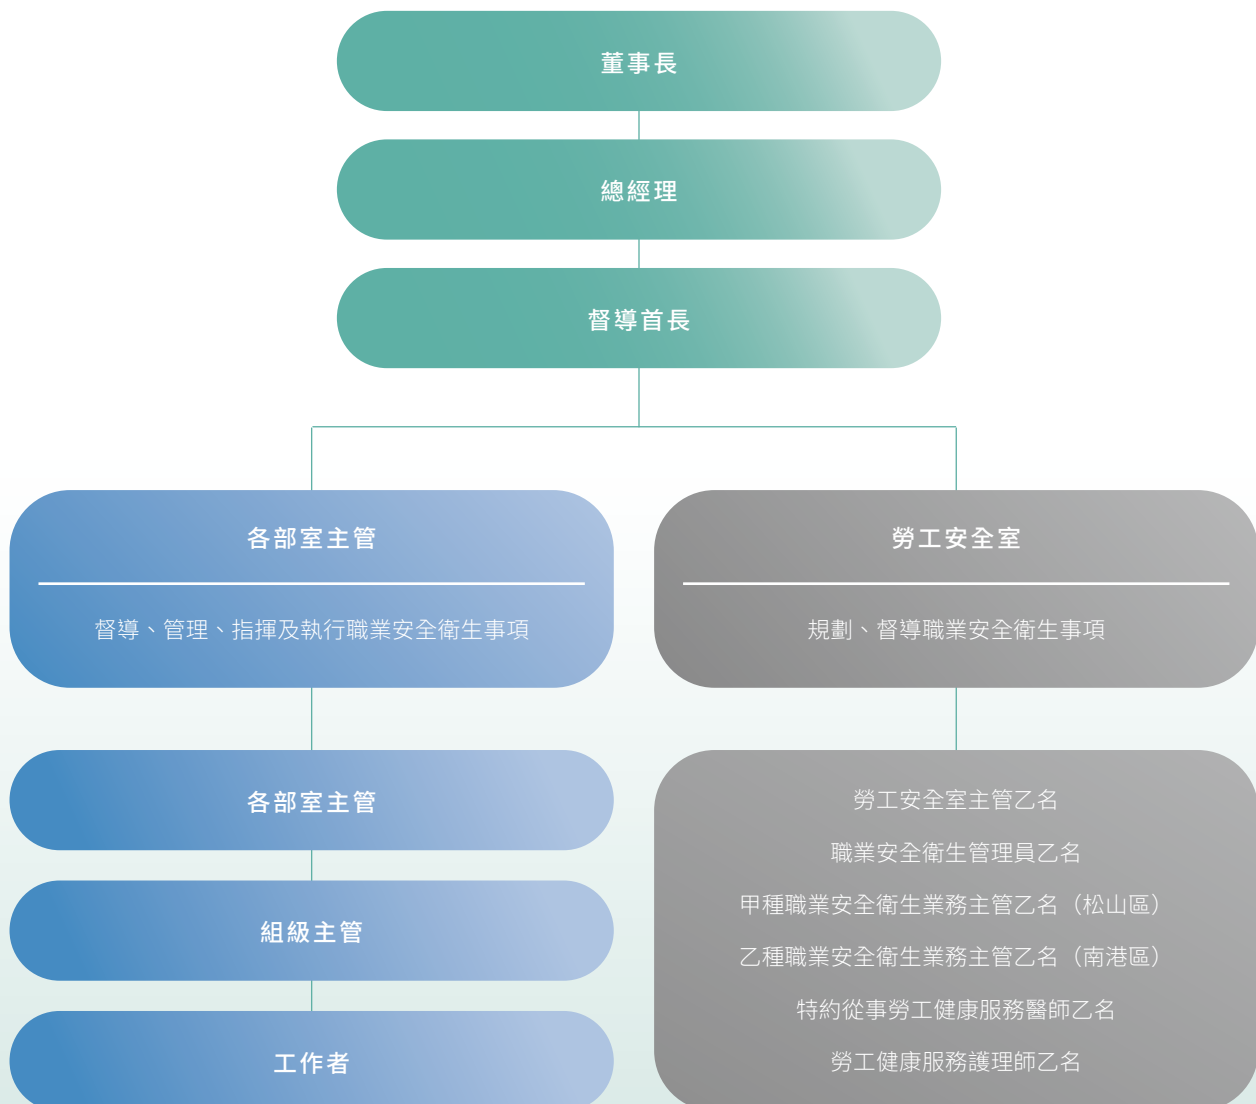 董事長
總經理
督導首長
各部室主管
督導、管理、指揮及執行職業安全衛生事項
各部室主管
組級主管
工作者
勞工安全室
規劃、督導職業安全衛生事項
勞工安全室主管乙名
職業安全衛生管理員乙名
甲種職業安全衛生業務主管乙名（松山區）
乙種職業安全衛生業務主管乙名（南港區）
特約從事勞工健康服務醫師乙名
勞工健康服務護理師乙名